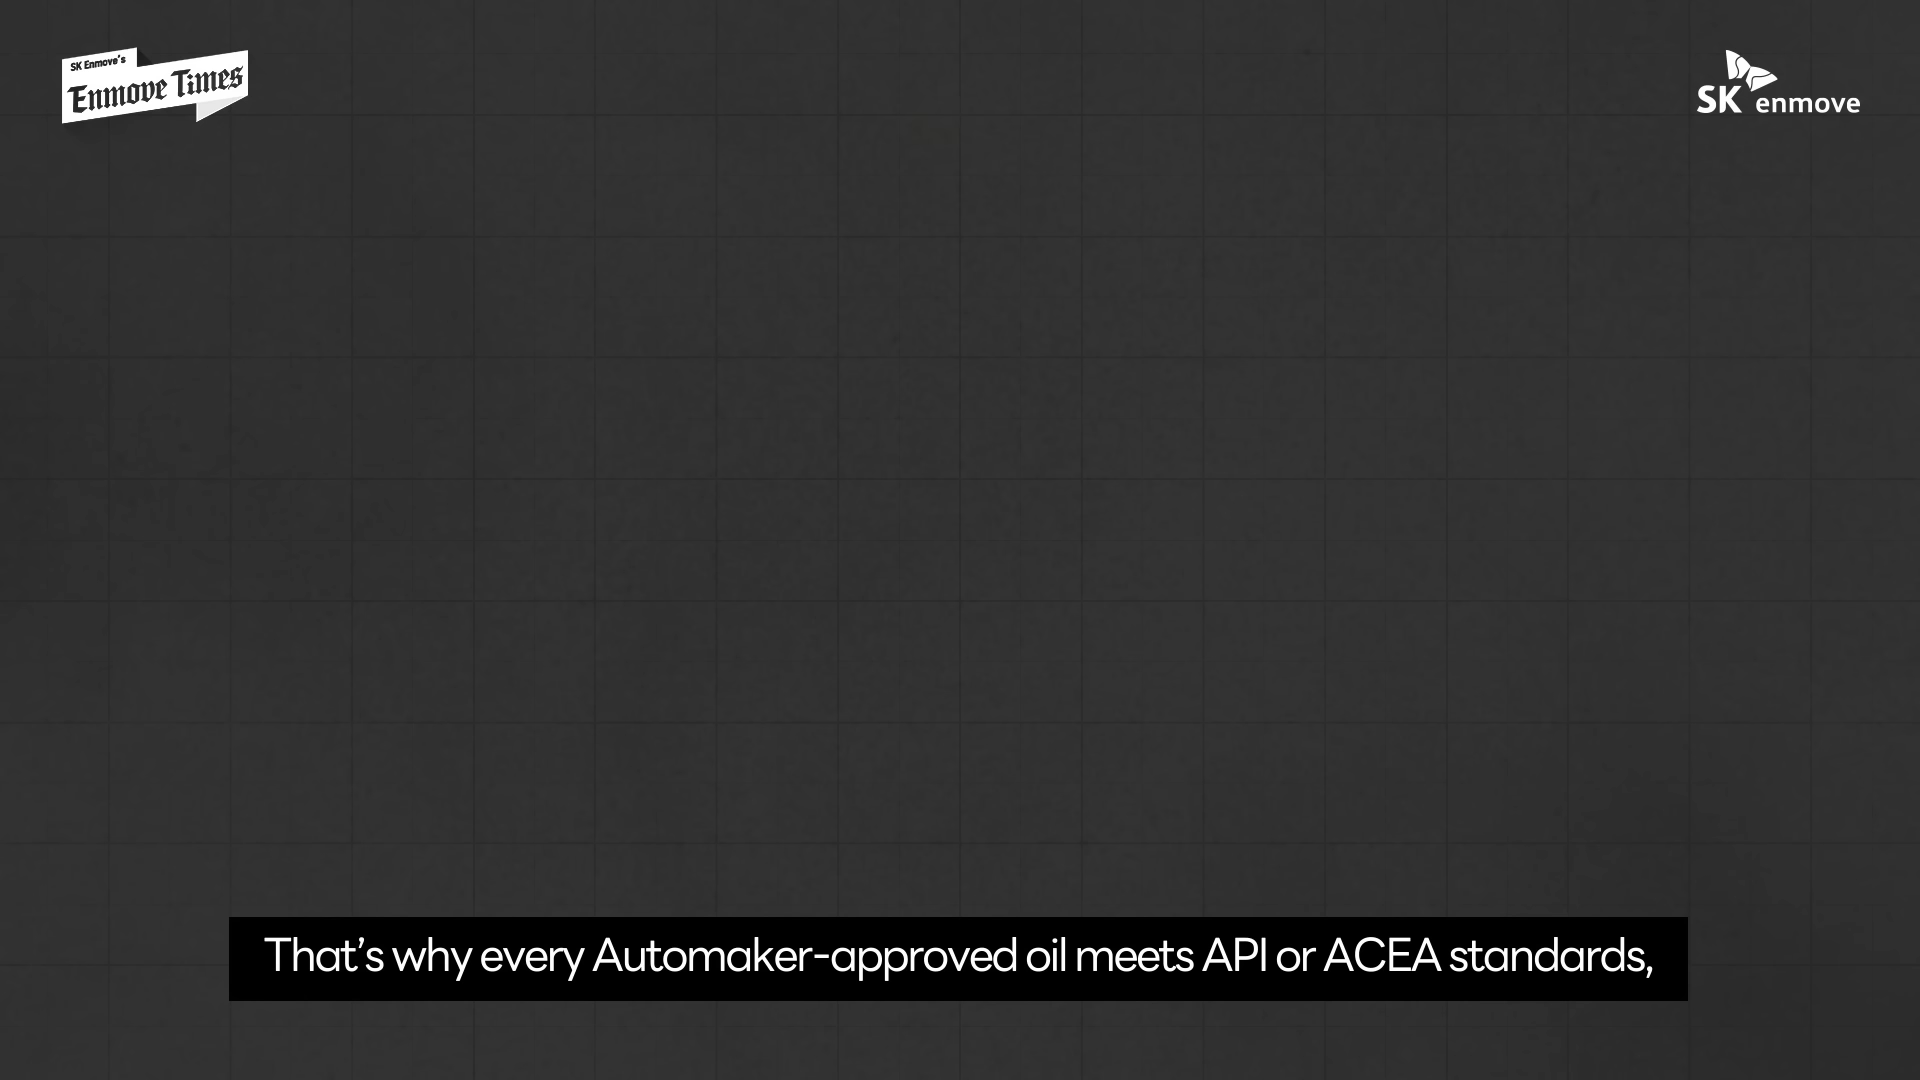 SK Enmove's
Enmove Times
SK enmove
That's why every Automaker-approved oil meets API or ACEA standards,